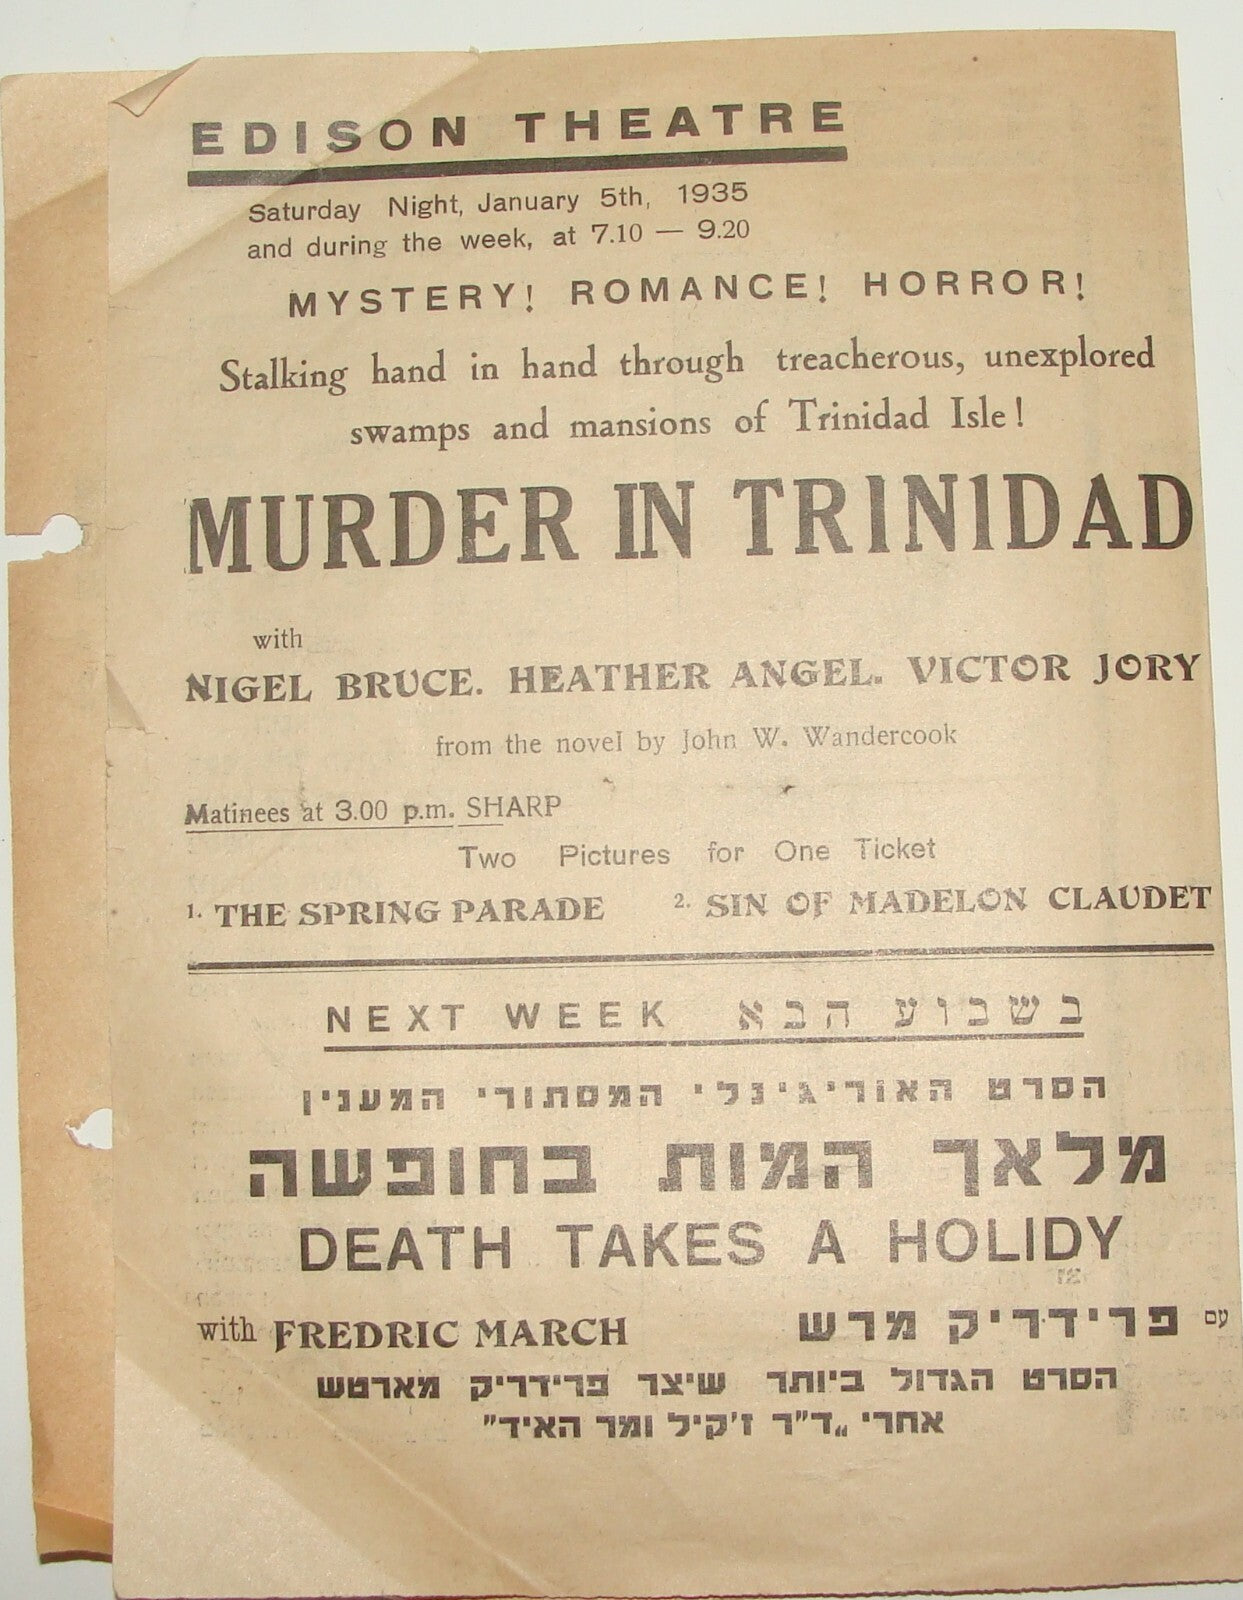 EDISON THEATRE
Saturday Night, January 5th, 1935
and during the week, at 7.10 — 9.20
MYSTERY! ROMANCE! HORROR!
Stalking hand in hand through treacherous, unexplored
swamps and mansions of Trinidad Isle!
MURDER IN TRINIDAD
with
NIGEL BRUCE. HEATHER ANGEL. VICTOR JORY
from the novel by John W. Wandercook
Matinees at 3.00 p.m. SHARP
Two Pictures for One Ticket
1. THE SPRING PARADE 2. SIN OF MADELON CLAUDET
NEXT WEEK בשבוע הבא
הסרט האוריגינלי המסתורי המענין
מלאך המות בחופשה
DEATH TAKES A HOLIDY
with FREDRIC MARCH עם פרידריק מרש
הסרט הגדול ביותר שיצר פרידריק מארטש
אחרי „ד"ר ז'קיל ומר האיד"